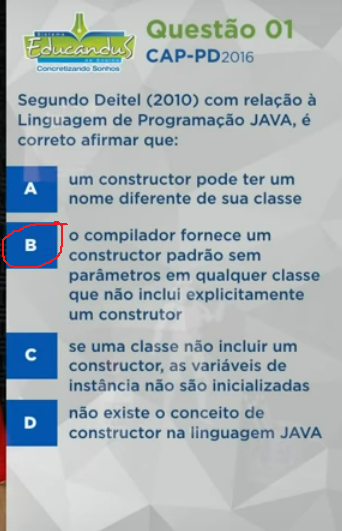 Sistema
Educandus
de Ensino
Concretizando Sonhos
Questão 01
CAP-PD2016
Segundo Deitel (2010) com relação à
Linguagem de Programação JAVA, é
correto afirmar que:
A
um constructor pode ter um
nome diferente de sua classe
B
o compilador fornece um
constructor padrão sem
parâmetros em qualquer classe
que não inclui explicitamente
um construtor
C
se uma classe não incluir um
constructor, as variáveis de
instância não são inicializadas
D
não existe o conceito de
constructor na linguagem JAVA